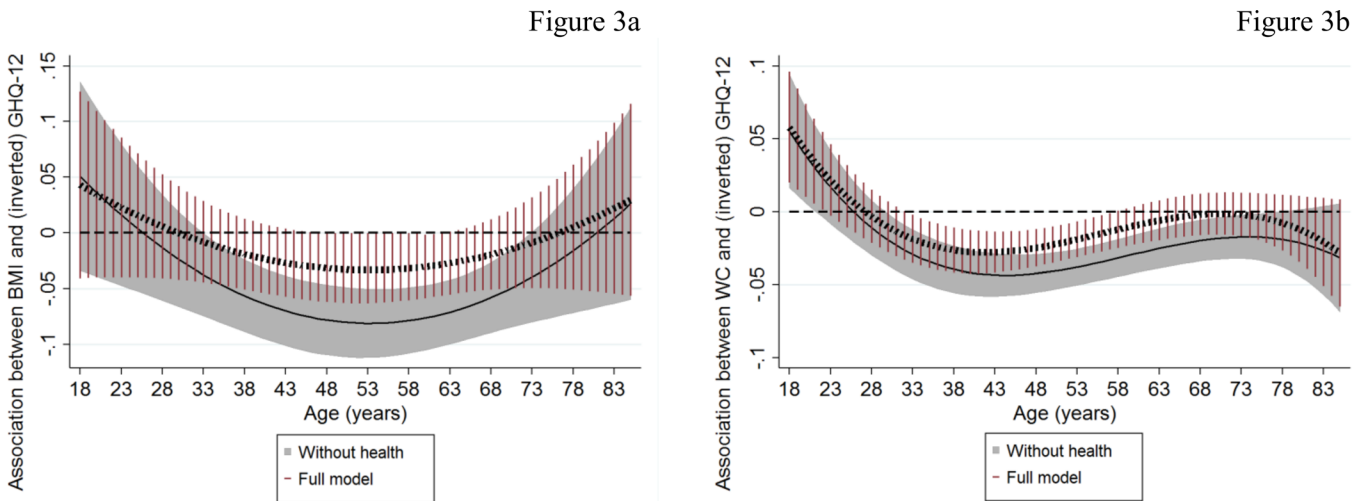 Figure 3a
Association between BMI and (inverted) GHQ-12
.15
.1
.05
0
-.05
-.1
18 23 28 33 38 43 48 53 58 63 68 73 78 83
Age (years)
Without health
Full model
Figure 3b
Association between WC and (inverted) GHQ-12
.1
.05
0
-.05
-.1
18 23 28 33 38 43 48 53 58 63 68 73 78 83
Age (years)
Without health
Full model